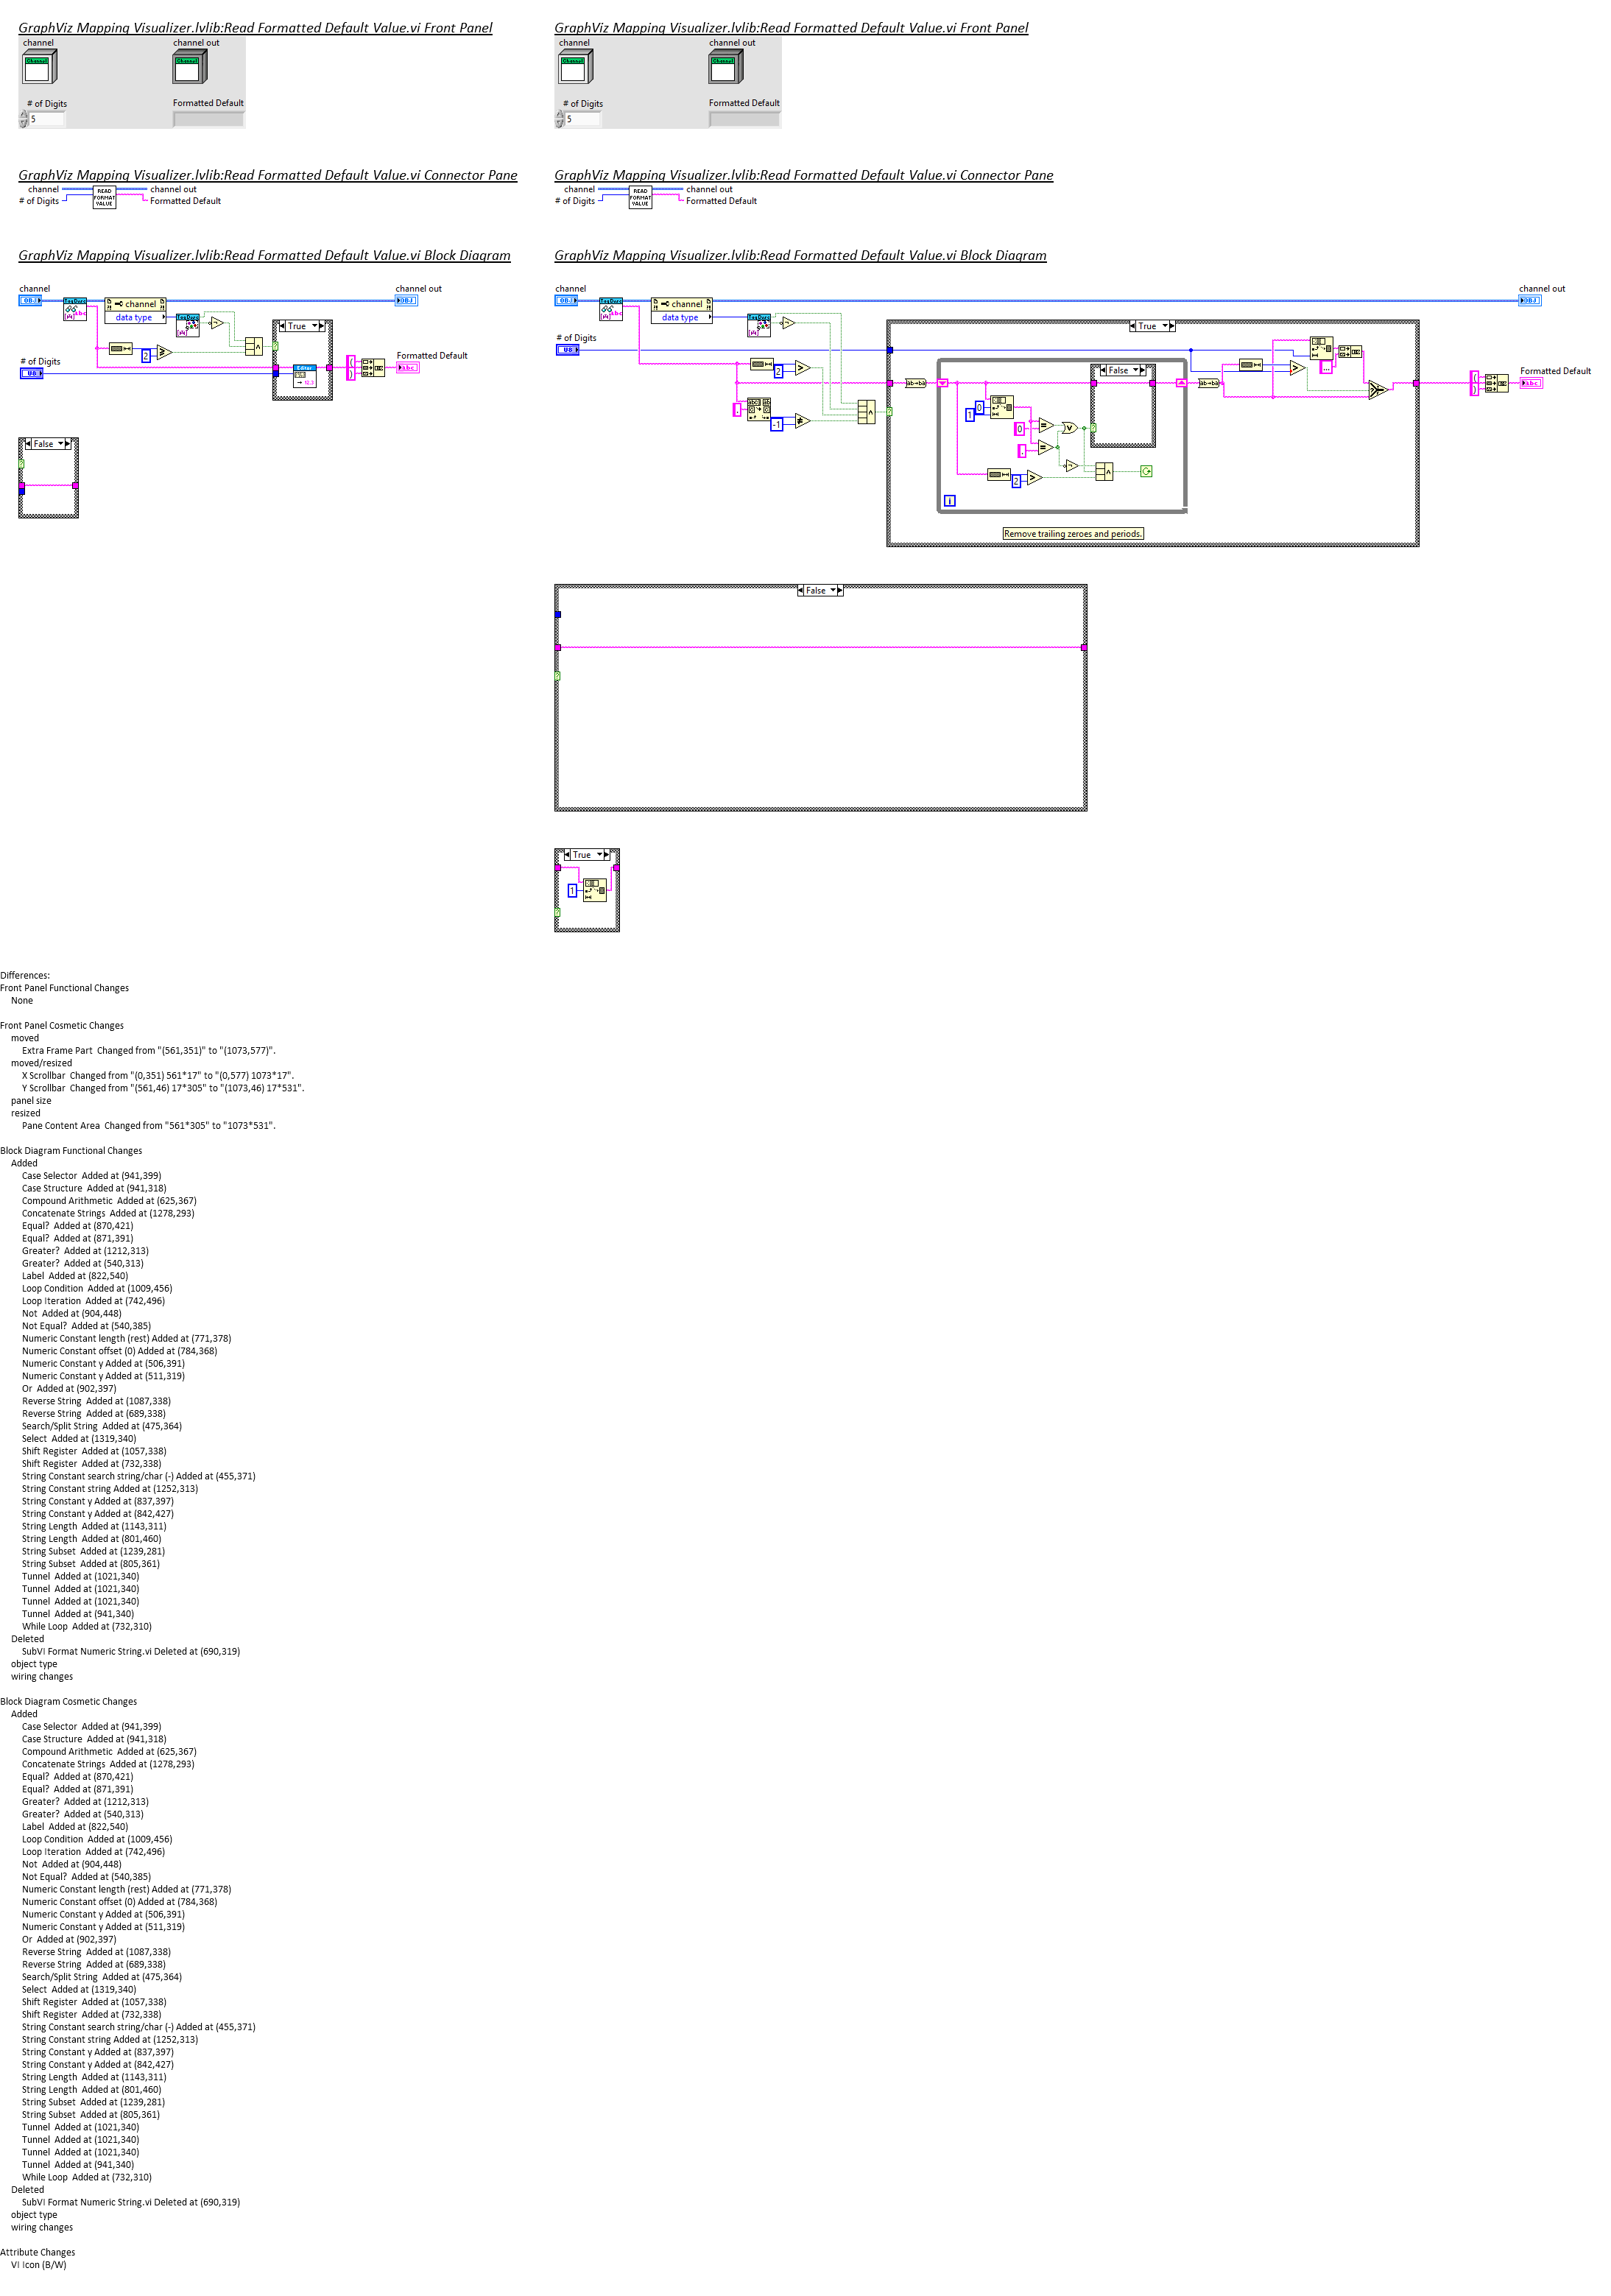 GraphViz Mapping Visualizer.lvlib:Read Formatted Default Value.vi Front Panel
channel
channel out
Channel
Channel
# of Digits
Formatted Default
5
GraphViz Mapping Visualizer.lvlib:Read Formatted Default Value.vi Front Panel
channel
channel out
Channel
Channel
# of Digits
Formatted Default
5
GraphViz Mapping Visualizer.lvlib:Read Formatted Default Value.vi Connector Pane
channel
channel out
# of Digits
Formatted Default
READ
FORMAT
VALUE
GraphViz Mapping Visualizer.lvlib:Read Formatted Default Value.vi Connector Pane
channel
channel out
# of Digits
Formatted Default
READ
FORMAT
VALUE
GraphViz Mapping Visualizer.lvlib:Read Formatted Default Value.vi Block Diagram
channel
channel out
OBJ
channel
OBJ
data type
True
2
# of Digits
U8
Editor
Formatted Default
abc
False
GraphViz Mapping Visualizer.lvlib:Read Formatted Default Value.vi Block Diagram
channel
channel out
OBJ
channel
OBJ
data type
True
# of Digits
U8
2
-1
False
0
1
0
.
2
i
...
Formatted Default
abc
Remove trailing zeroes and periods.
False
True
1
Differences:
Front Panel Functional Changes
None
Front Panel Cosmetic Changes
moved
Extra Frame Part  Changed from "(561,351)" to "(1073,577)".
moved/resized
X Scrollbar  Changed from "(0,351) 561*17" to "(0,577) 1073*17".
Y Scrollbar  Changed from "(561,46) 17*305" to "(1073,46) 17*531".
panel size
resized
Pane Content Area  Changed from "561*305" to "1073*531".
Block Diagram Functional Changes
Added
Case Selector  Added at (941,399)
Case Structure  Added at (941,318)
Compound Arithmetic  Added at (625,367)
Concatenate Strings  Added at (1278,293)
Equal?  Added at (870,421)
Equal?  Added at (871,391)
Greater?  Added at (1212,313)
Greater?  Added at (540,313)
Label  Added at (822,540)
Loop Condition  Added at (1009,456)
Loop Iteration  Added at (742,496)
Not  Added at (904,448)
Not Equal?  Added at (540,385)
Numeric Constant length (rest) Added at (771,378)
Numeric Constant offset (0) Added at (784,368)
Numeric Constant y Added at (506,391)
Numeric Constant y Added at (511,319)
Or  Added at (902,397)
Reverse String  Added at (1087,338)
Reverse String  Added at (689,338)
Search/Split String  Added at (475,364)
Select  Added at (1319,340)
Shift Register  Added at (1057,338)
Shift Register  Added at (732,338)
String Constant search string/char (-) Added at (455,371)
String Constant string Added at (1252,313)
String Constant y Added at (837,397)
String Constant y Added at (842,427)
String Length  Added at (1143,311)
String Length  Added at (801,460)
String Subset  Added at (1239,281)
String Subset  Added at (805,361)
Tunnel  Added at (1021,340)
Tunnel  Added at (1021,340)
Tunnel  Added at (1021,340)
Tunnel  Added at (941,340)
While Loop  Added at (732,310)
Deleted
SubVI Format Numeric String.vi Deleted at (690,319)
object type
wiring changes
Block Diagram Cosmetic Changes
Added
Case Selector  Added at (941,399)
Case Structure  Added at (941,318)
Compound Arithmetic  Added at (625,367)
Concatenate Strings  Added at (1278,293)
Equal?  Added at (870,421)
Equal?  Added at (871,391)
Greater?  Added at (1212,313)
Greater?  Added at (540,313)
Label  Added at (822,540)
Loop Condition  Added at (1009,456)
Loop Iteration  Added at (742,496)
Not  Added at (904,448)
Not Equal?  Added at (540,385)
Numeric Constant length (rest) Added at (771,378)
Numeric Constant offset (0) Added at (784,368)
Numeric Constant y Added at (506,391)
Numeric Constant y Added at (511,319)
Or  Added at (902,397)
Reverse String  Added at (1087,338)
Reverse String  Added at (689,338)
Search/Split String  Added at (475,364)
Select  Added at (1319,340)
Shift Register  Added at (1057,338)
Shift Register  Added at (732,338)
String Constant search string/char (-) Added at (455,371)
String Constant string Added at (1252,313)
String Constant y Added at (837,397)
String Constant y Added at (842,427)
String Length  Added at (1143,311)
String Length  Added at (801,460)
String Subset  Added at (1239,281)
String Subset  Added at (805,361)
Tunnel  Added at (1021,340)
Tunnel  Added at (1021,340)
Tunnel  Added at (1021,340)
Tunnel  Added at (941,340)
While Loop  Added at (732,310)
Deleted
SubVI Format Numeric String.vi Deleted at (690,319)
object type
wiring changes
Attribute Changes
VI Icon (B/W)